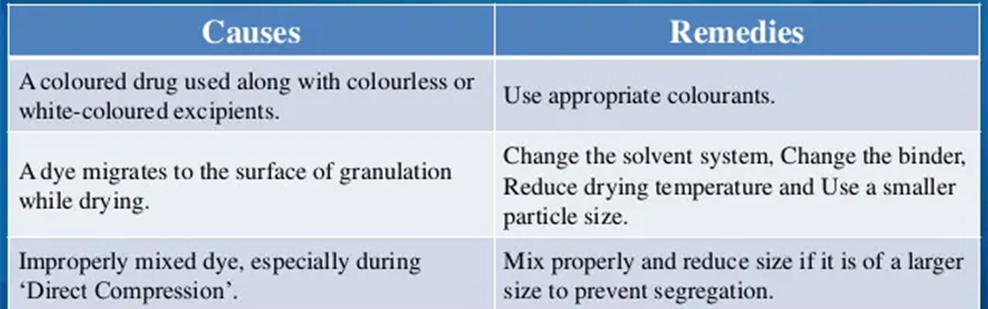 Causes
Remedies
A coloured drug used along with colourless or
white-coloured excipients.
Use appropriate colourants.
A dye migrates to the surface of granulation
while drying.
Change the solvent system, Change the binder,
Reduce drying temperature and Use a smaller
particle size.
Improperly mixed dye, especially during
‘Direct Compression’.
Mix properly and reduce size if it is of a larger
size to prevent segregation.